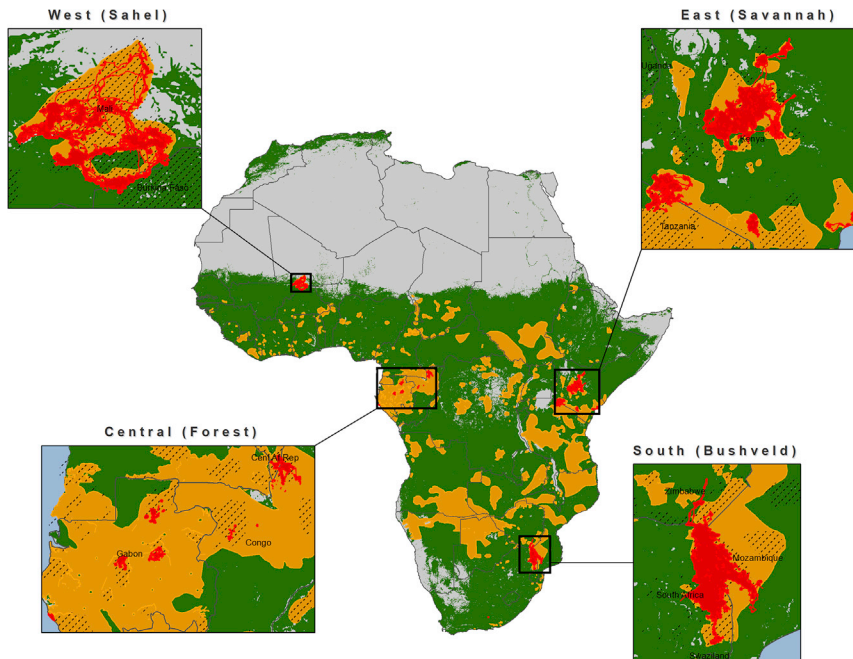 West (Sahel)
East (Savannah)
Uganda
Mali
Kenya
Burkina Faso
Tanzania
Central (Forest)
South (Bushveld)
Cent Af Rep
Zimbabwe
Gabon
Congo
Mozambique
South Africa
Swaziland